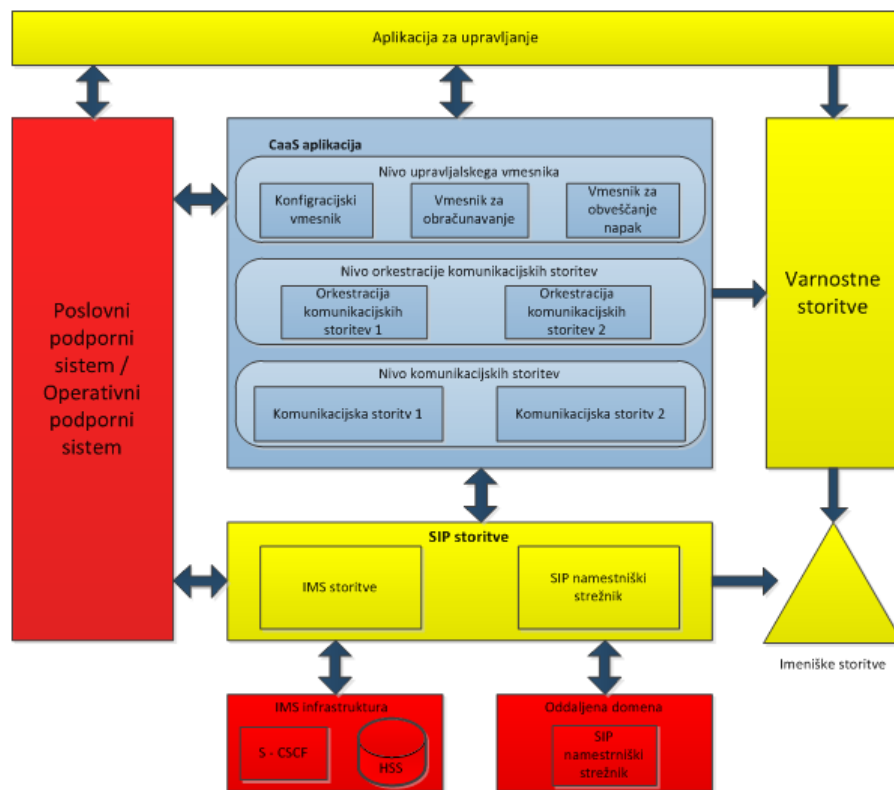 Aplikacija za upravljanje
CaaS aplikacija
Nivo upravljalskega vmesnika
Konfigracijski
vmesnik
Vmesnik za
obračunavanje
Vmesnik za
obveščanje
napak
Nivo orkestracije komunikacijskih storitev
Orkestracija
komunikacijskih
storitev 1
Orkestracija
komunikacijskih
storitev 2
Nivo komunikacijskih storitev
Komunikacijska storitv 1
Komunikacijska storitv 2
Poslovni
podporni
sistem /
Operativni
podporni
sistem
Varnostne
storitve
SIP storitve
IMS storitve
SIP namestniški
strežnik
Imeniške storitve
IMS infrastruktura
S - CSCF
HSS
Oddaljena domena
SIP
namestrniški
strežnik